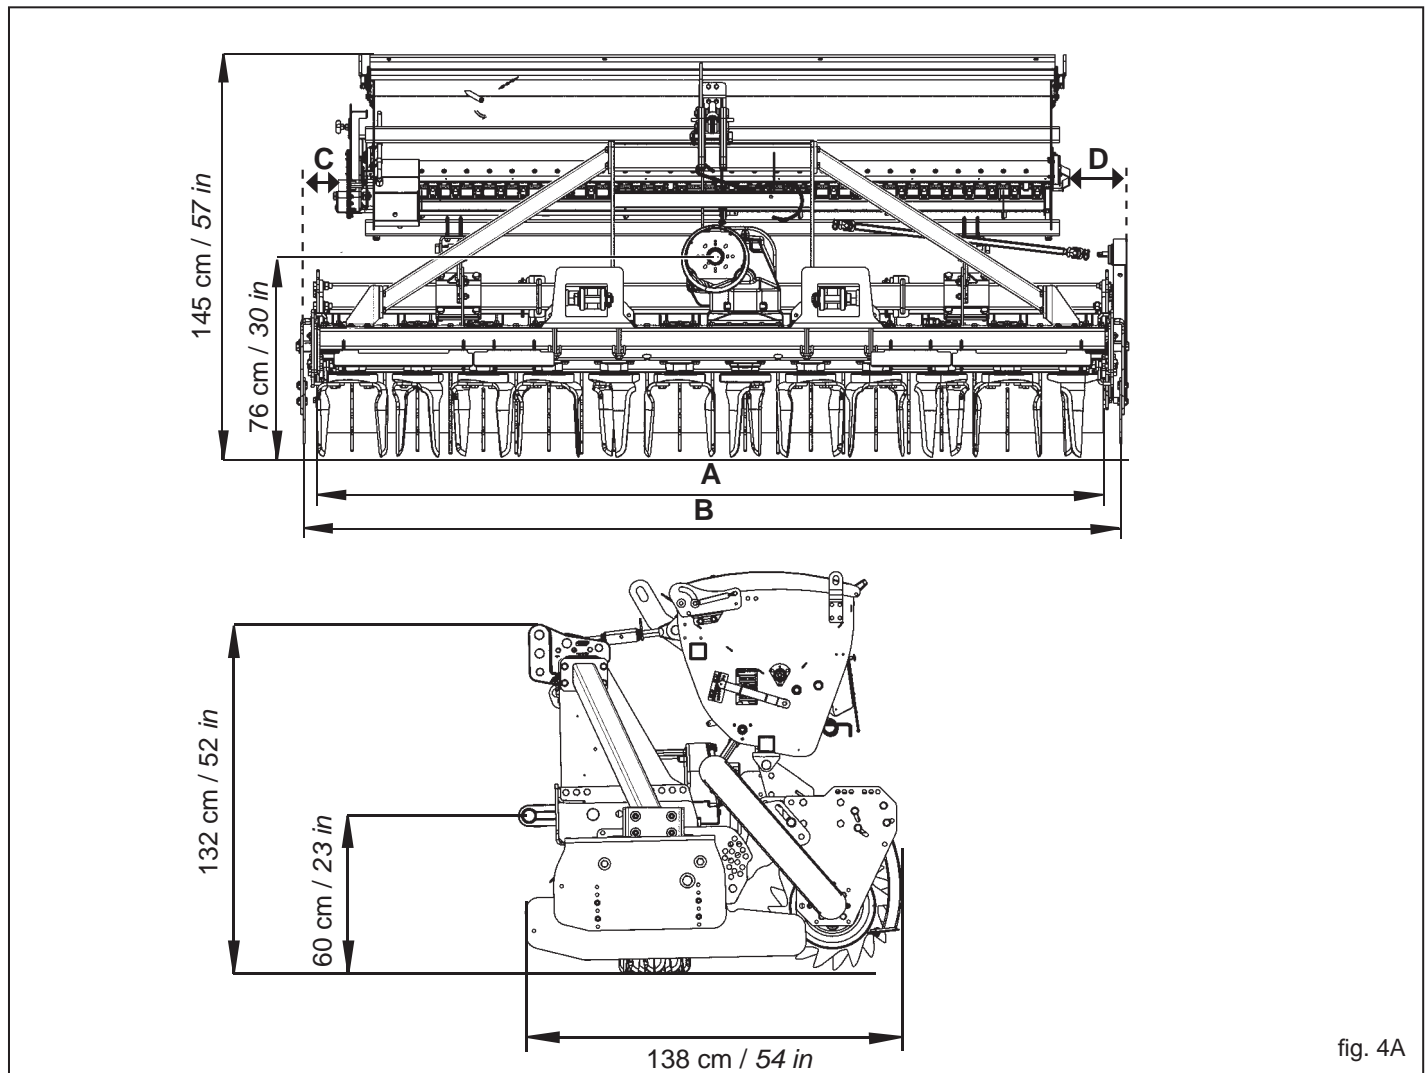 C
D
145 cm / 57 in
76 cm / 30 in
A
B
132 cm / 52 in
60 cm / 23 in
138 cm / 54 in
fig. 4A